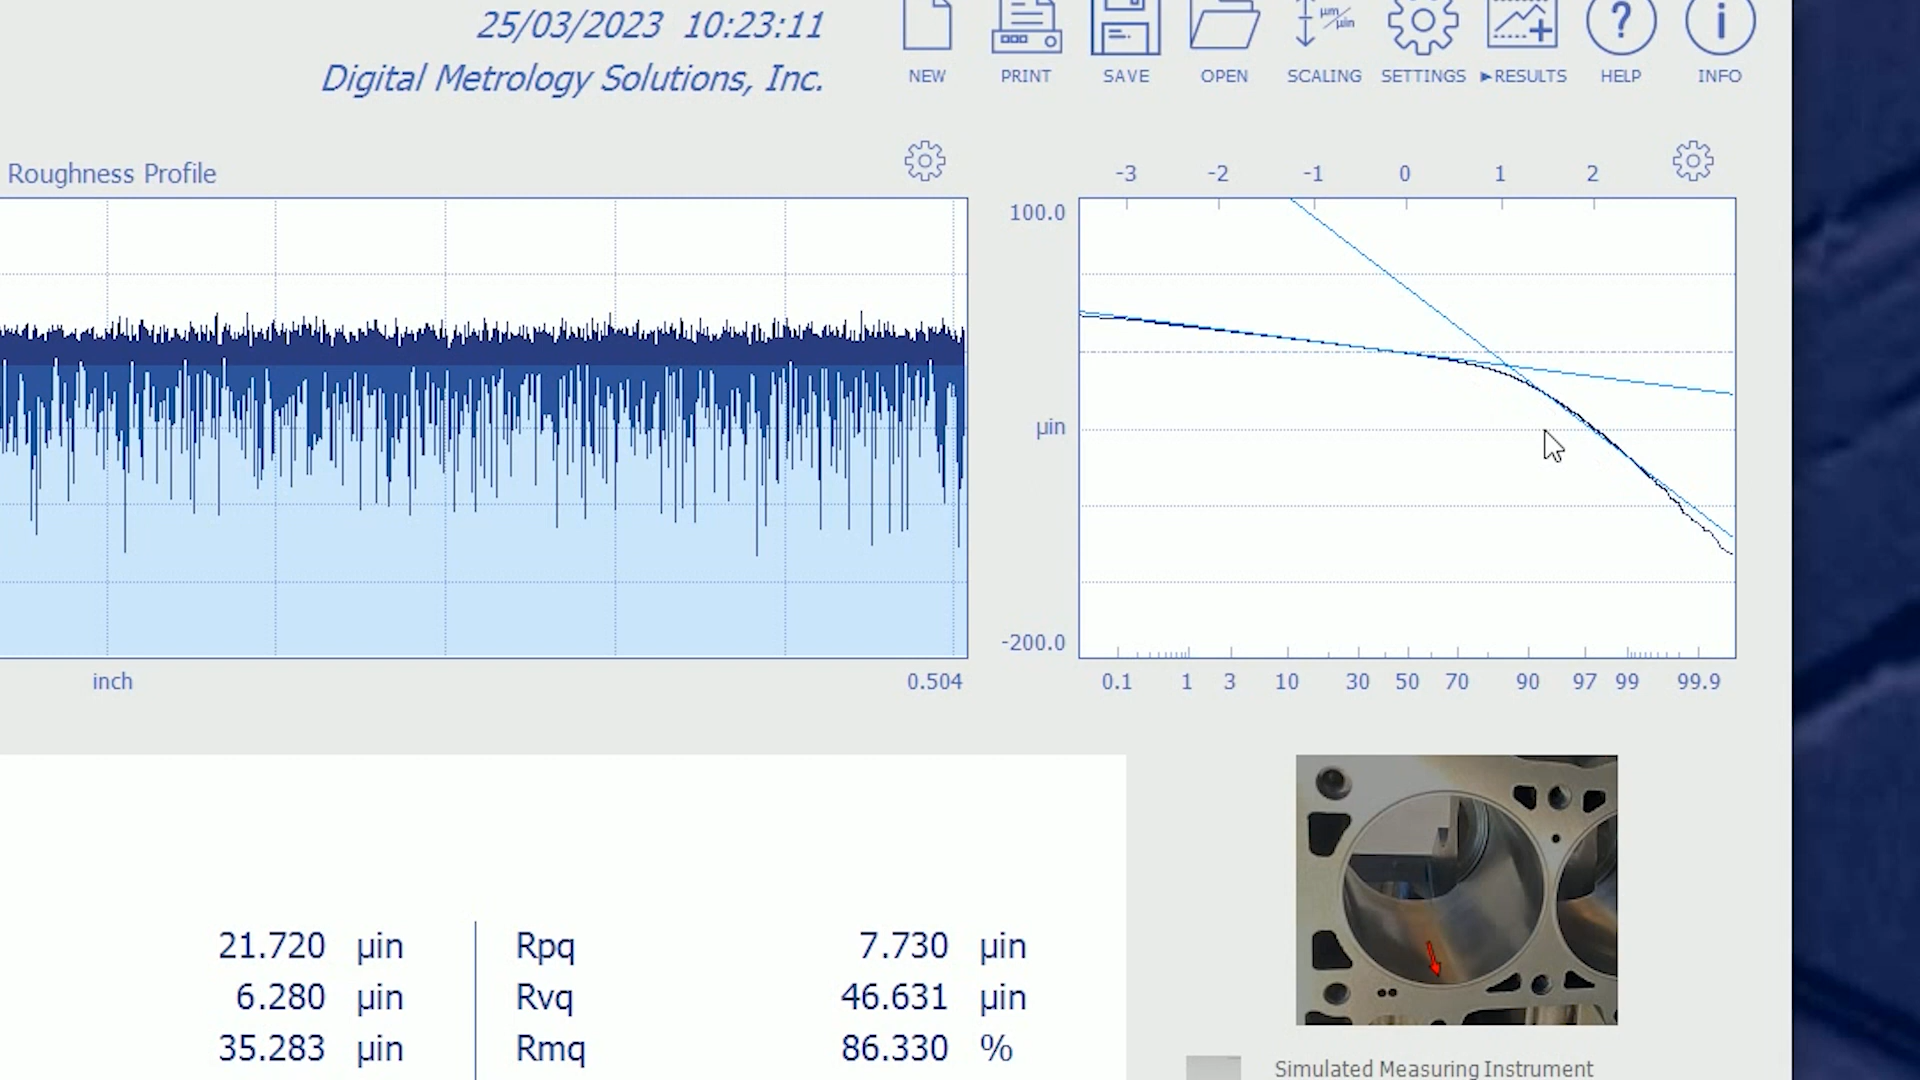 25/03/2023 10:23:11
Digital Metrology Solutions, Inc.
NEW
PRINT
SAVE
OPEN
µm/µin
SCALING
SETTINGS
▶RESULTS
HELP
INFO
Roughness Profile
-3 -2 -1 0 1 2
100.0
µin
-200.0
inch
0.504
0.1 1 3 10 30 50 70 90 97 99 99.9
21.720 µin Rpq 7.730 µin
6.280 µin Rvq 46.631 µin
35.283 µin Rmq 86.330 %
Simulated Measuring Instrument